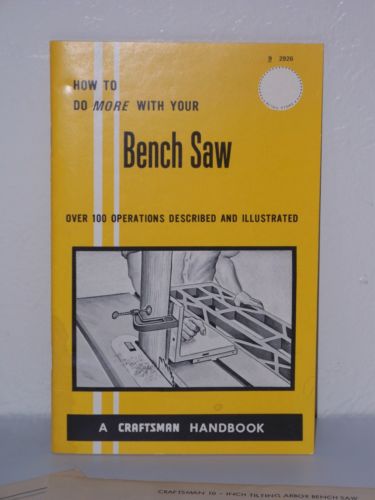 9 2926
HOW TO
DO MORE WITH YOUR
Bench Saw
OVER 100 OPERATIONS DESCRIBED AND ILLUSTRATED
A CRAFTSMAN HANDBOOK
CRAFTSMAN 10 - INCH TILTING ARBOR BENCH SAW